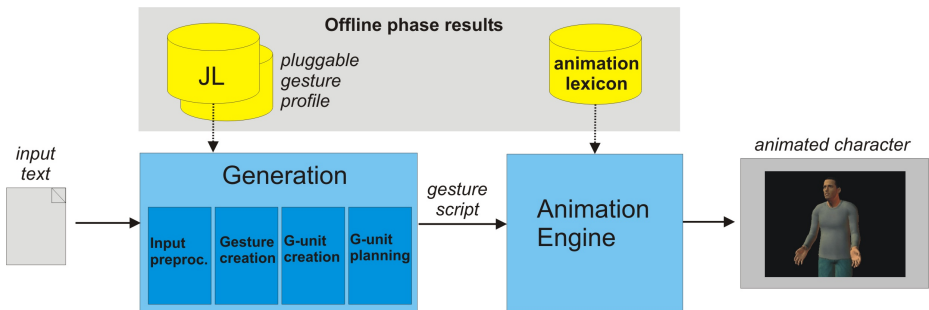 Offline phase results
JL
pluggable
gesture
profile
animation
lexicon
input
text
Generation
Input
preproc.
Gesture
creation
G-unit
creation
G-unit
planning
gesture
script
Animation
Engine
animated character